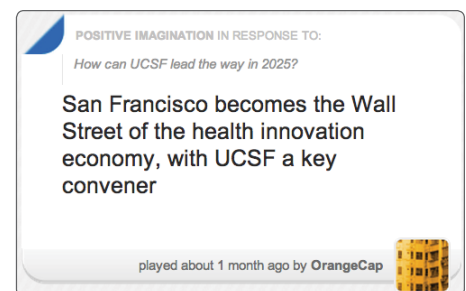 POSITIVE IMAGINATION IN RESPONSE TO:
How can UCSF lead the way in 2025?
San Francisco becomes the Wall
Street of the health innovation
economy, with UCSF a key
convener
played about 1 month ago by OrangeCap